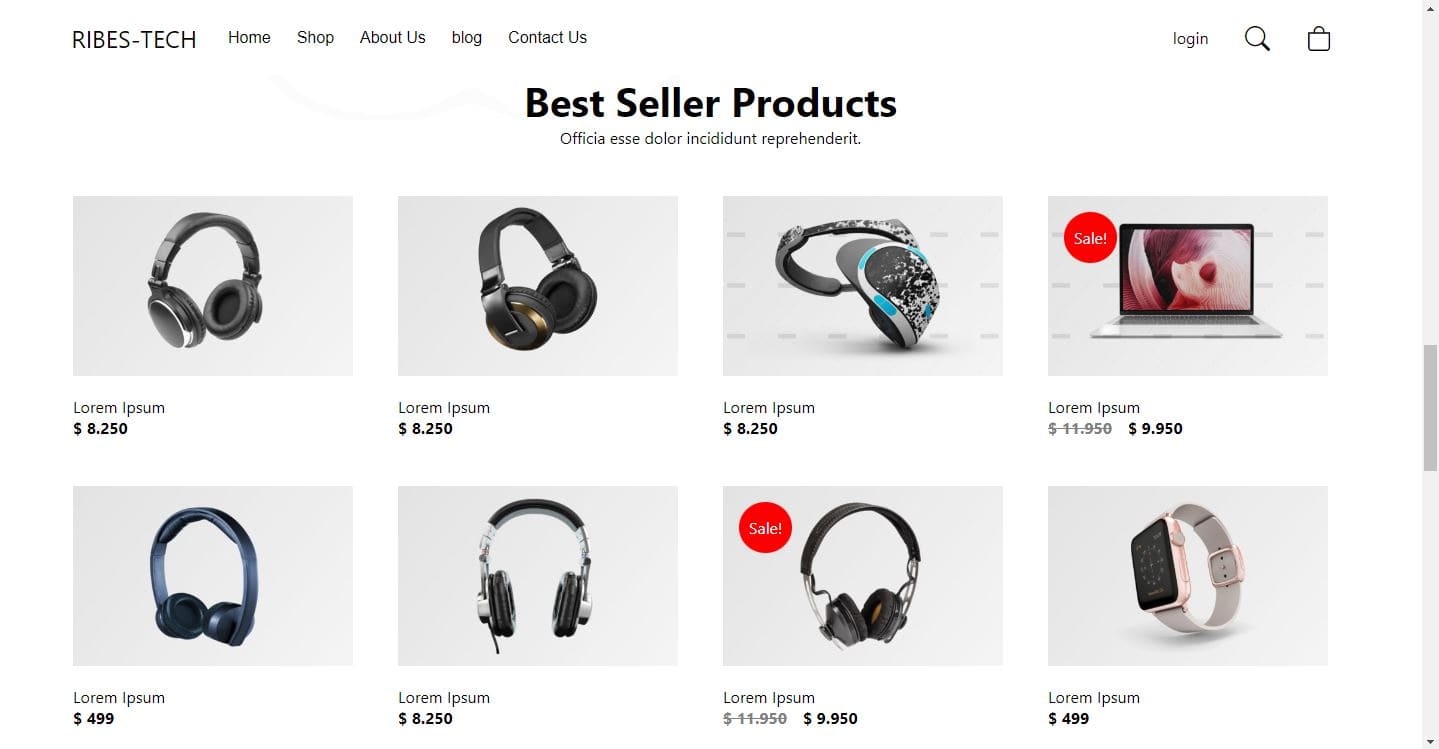 RIBES-TECH Home Shop About Us blog Contact Us login
Best Seller Products
Officia esse dolor incididunt reprehenderit.
Sale!
Lorem Ipsum
$ 8.250
Lorem Ipsum
$ 8.250
Lorem Ipsum
$ 8.250
Lorem Ipsum
$ 11.950 $ 9.950
Sale!
Lorem Ipsum
$ 499
Lorem Ipsum
$ 8.250
Lorem Ipsum
$ 11.950 $ 9.950
Lorem Ipsum
$ 499